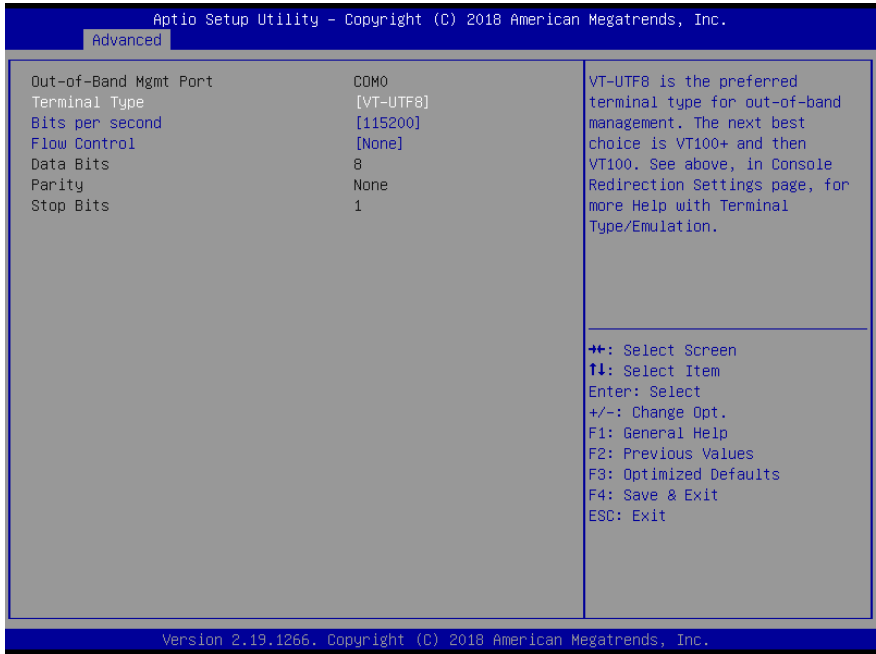 Aptio Setup Utility – Copyright (C) 2018 American Megatrends, Inc.
Advanced
Out-of-Band Mgmt Port COM0
Terminal Type [VT-UTF8]
Bits per second [115200]
Flow Control [None]
Data Bits 8
Parity None
Stop Bits 1
VT-UTF8 is the preferred
terminal type for out-of-band
management. The next best
choice is VT100+ and then
VT100. See above, in Console
Redirection Settings page, for
more Help with Terminal
Type/Emulation.
→←: Select Screen
↑↓: Select Item
Enter: Select
+/-: Change Opt.
F1: General Help
F2: Previous Values
F3: Optimized Defaults
F4: Save & Exit
ESC: Exit
Version 2.19.1266. Copyright (C) 2018 American Megatrends, Inc.